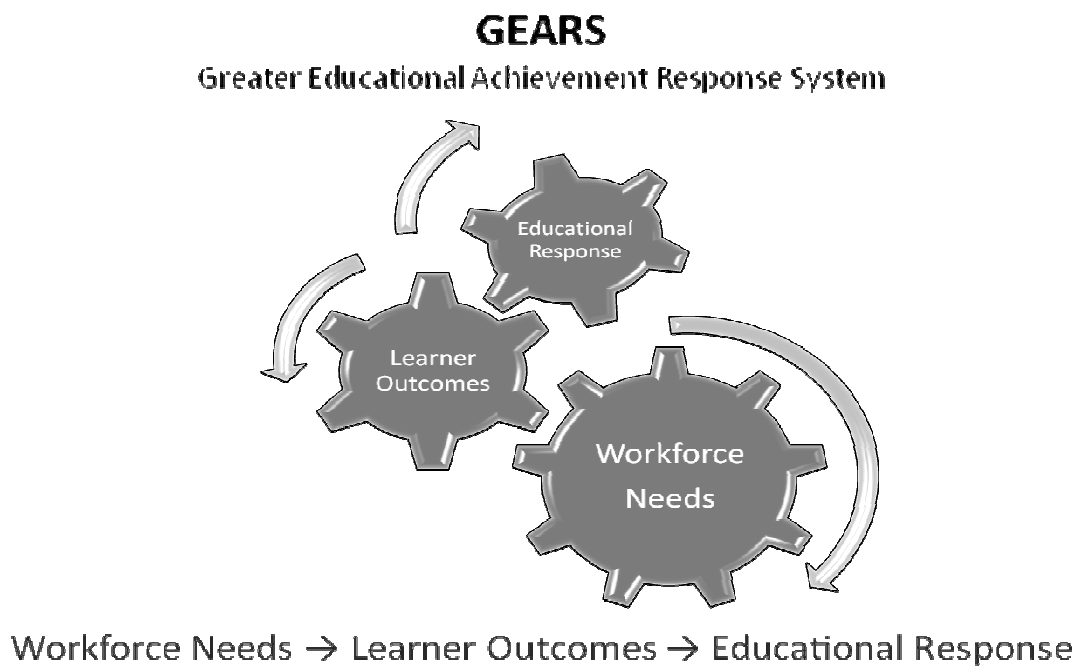 GEARS
Greater Educational Achievement Response System
Educational
Response
Learner
Outcomes
Workforce
Needs
Workforce Needs → Learner Outcomes → Educational Response